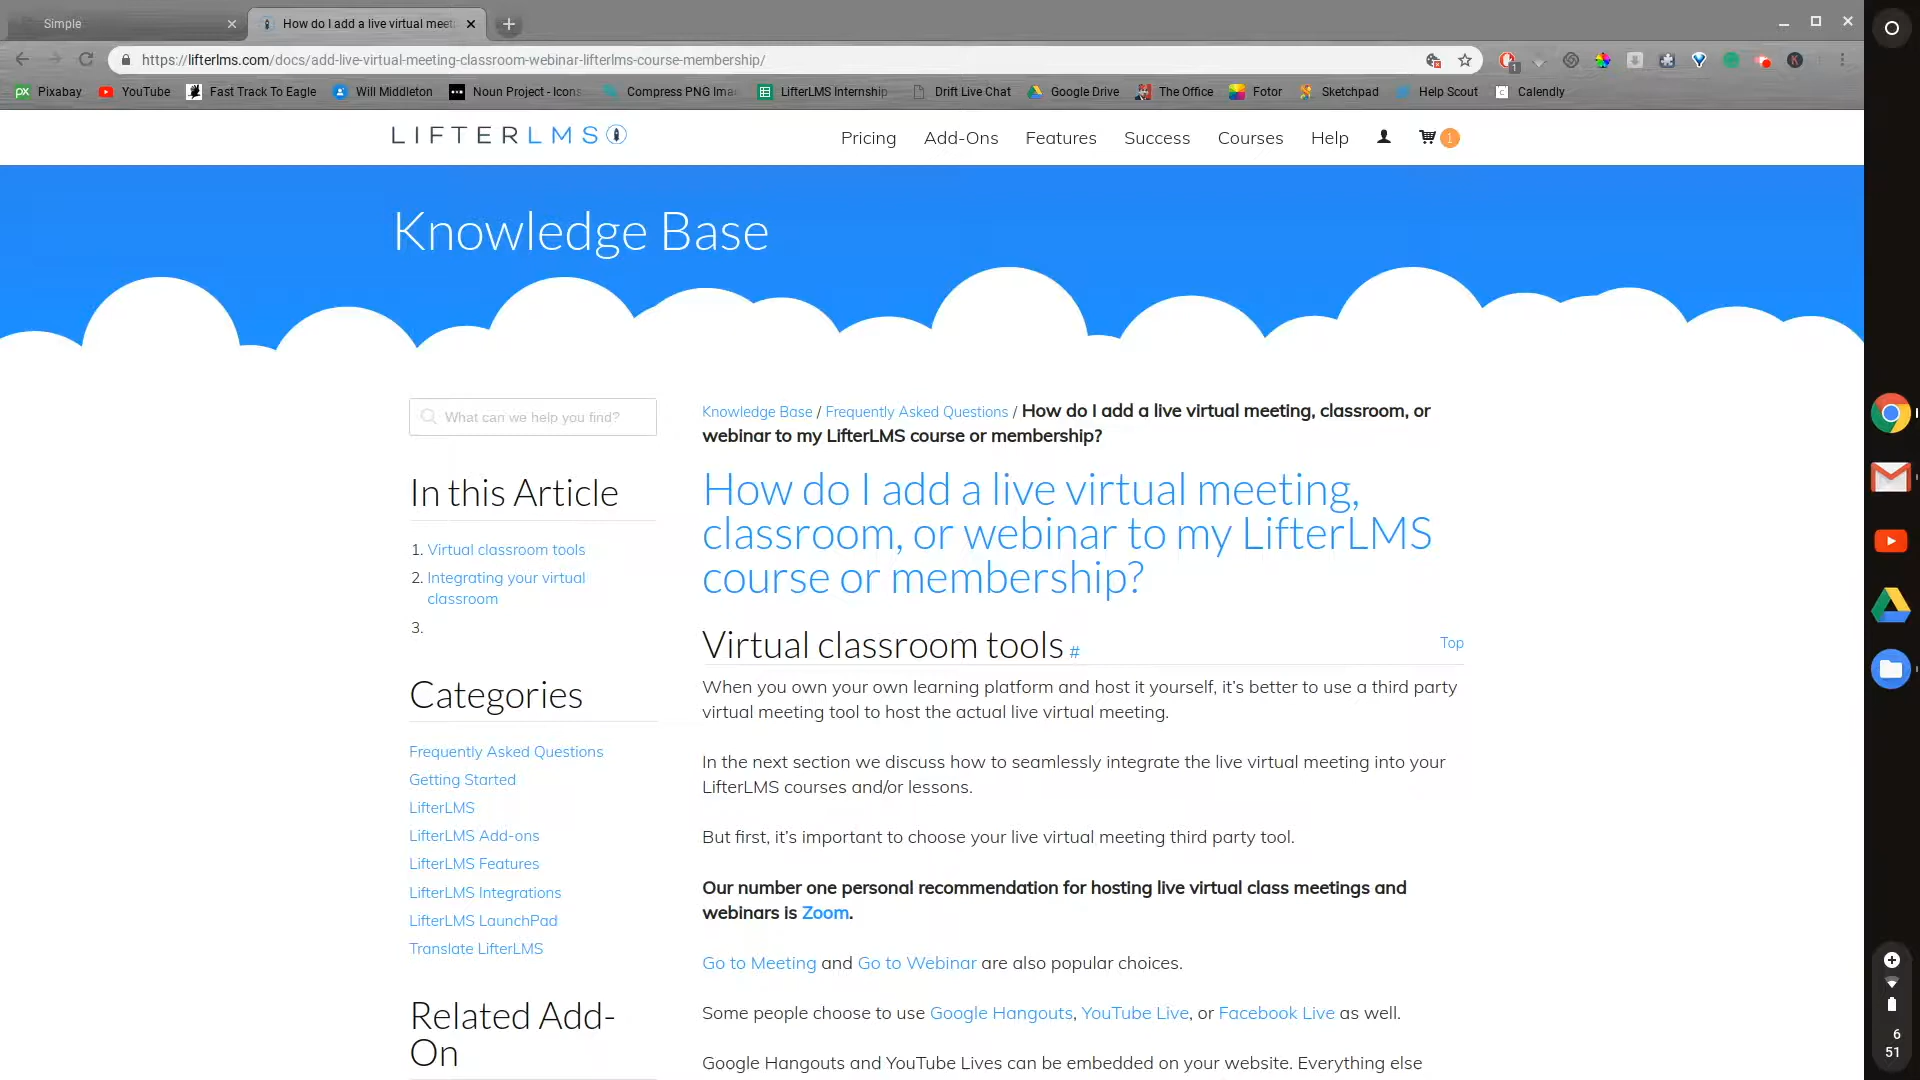 Simple
How do I add a live virtual meet
https://lifterlms.com/docs/add-live-virtual-meeting-classroom-webinar-lifterlms-course-membership/
1
K
px Pixabay
YouTube
Fast Track To Eagle
Will Middleton
Noun Project - Icons
Compress PNG Ima
LifterLMS Internship
Drift Live Chat
Google Drive
The Office
Fotor
Sketchpad
Help Scout
C Calendly
LIFTERLMS
Pricing Add-Ons Features Success Courses Help 1
Knowledge Base
What can we help you find?
In this Article
1. Virtual classroom tools
2. Integrating your virtual
classroom
3.
Categories
Frequently Asked Questions
Getting Started
LifterLMS
LifterLMS Add-ons
LifterLMS Features
LifterLMS Integrations
LifterLMS LaunchPad
Translate LifterLMS
Related Add-
On
Knowledge Base / Frequently Asked Questions / How do I add a live virtual meeting, classroom, or
webinar to my LifterLMS course or membership?
How do I add a live virtual meeting,
classroom, or webinar to my LifterLMS
course or membership?
Virtual classroom tools #
Top
When you own your own learning platform and host it yourself, it’s better to use a third party
virtual meeting tool to host the actual live virtual meeting.
In the next section we discuss how to seamlessly integrate the live virtual meeting into your
LifterLMS courses and/or lessons.
But first, it’s important to choose your live virtual meeting third party tool.
Our number one personal recommendation for hosting live virtual class meetings and
webinars is Zoom.
Go to Meeting and Go to Webinar are also popular choices.
Some people choose to use Google Hangouts, YouTube Live, or Facebook Live as well.
Google Hangouts and YouTube Lives can be embedded on your website. Everything else
6
51